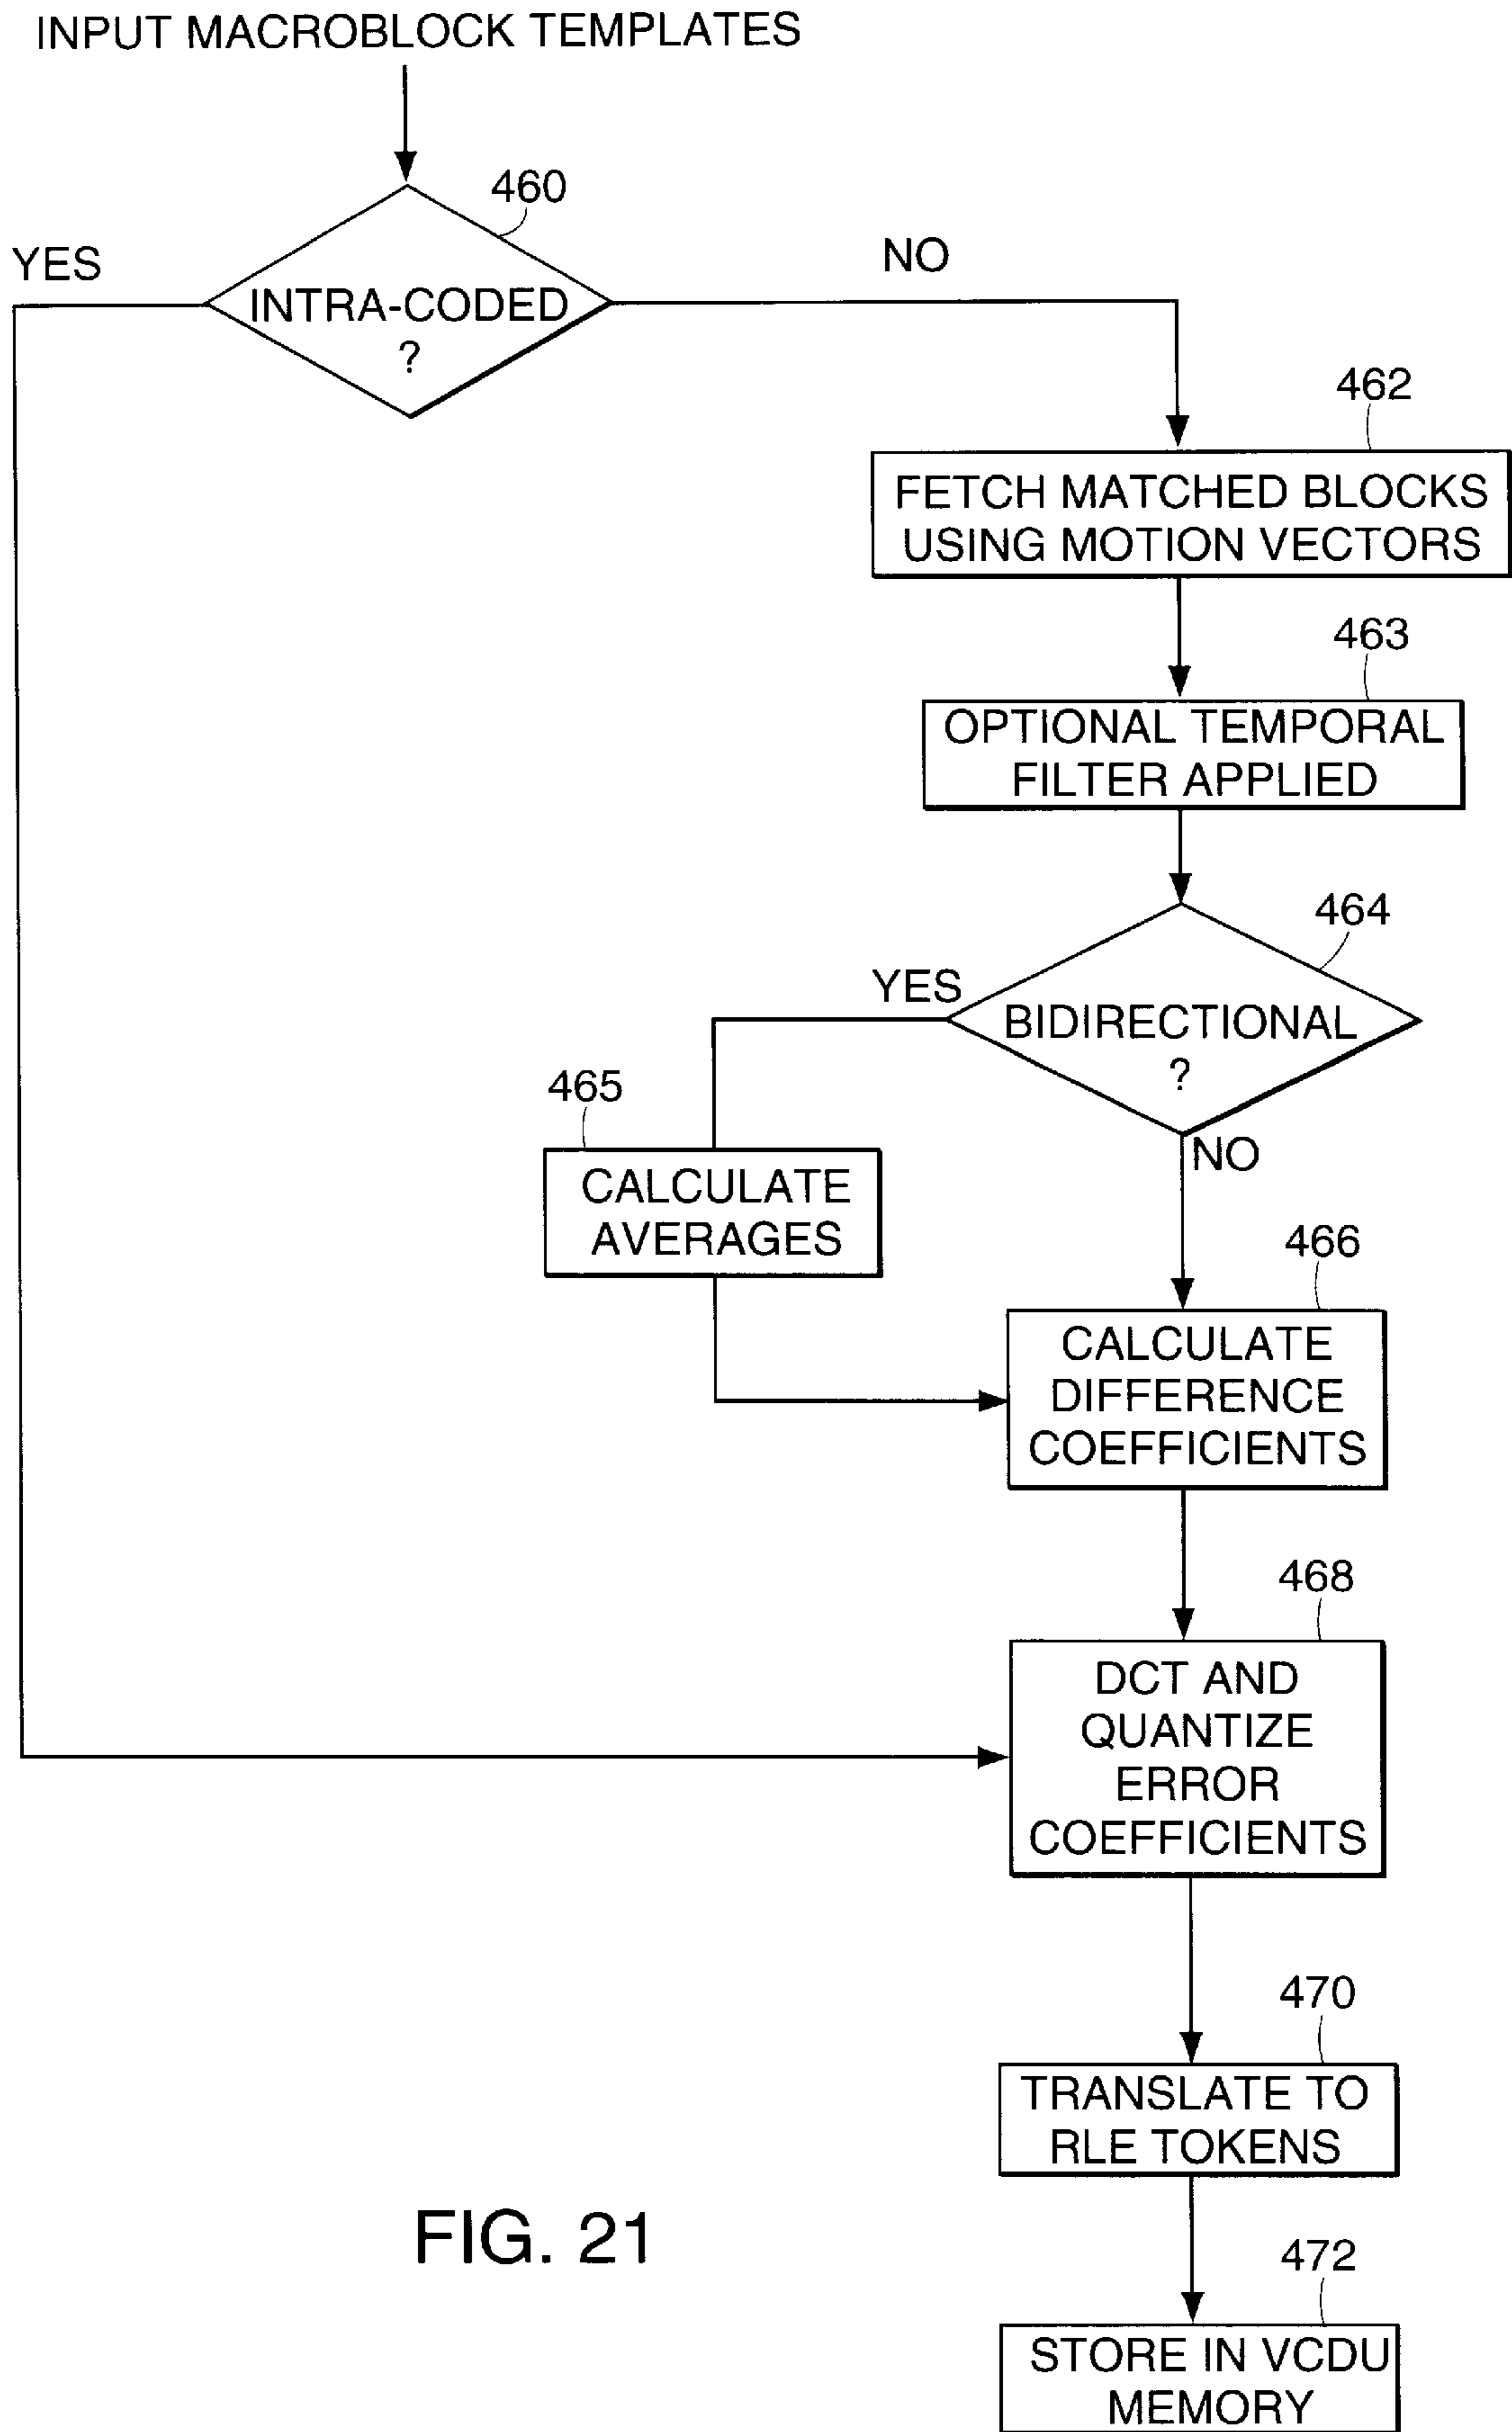 INPUT MACROBLOCK TEMPLATES
460
YES
NO
INTRA-CODED
?
462
FETCH MATCHED BLOCKS
USING MOTION VECTORS
463
OPTIONAL TEMPORAL
FILTER APPLIED
464
YES
BIDIRECTIONAL
?
465
NO
CALCULATE
AVERAGES
466
CALCULATE
DIFFERENCE
COEFFICIENTS
468
DCT AND
QUANTIZE
ERROR
COEFFICIENTS
470
TRANSLATE TO
RLE TOKENS
FIG. 21
472
STORE IN VCDU
MEMORY